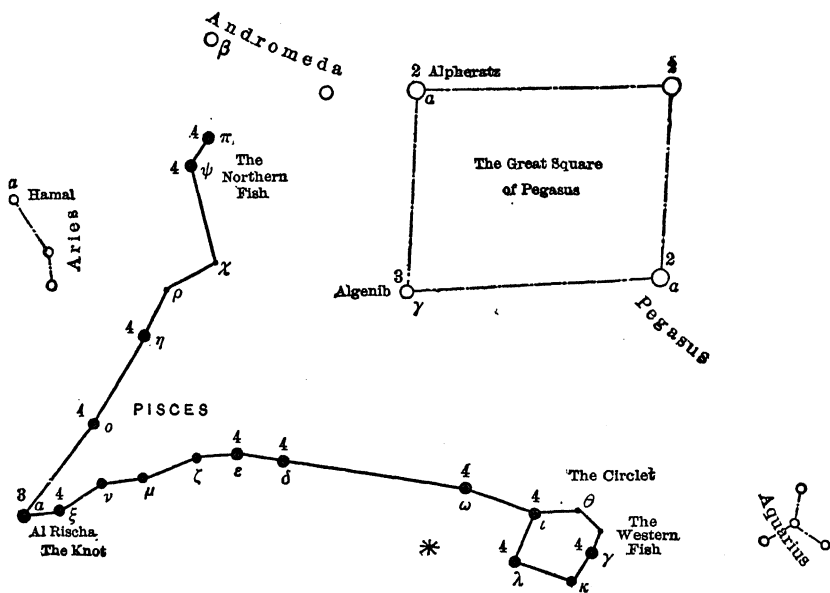 Andromeda
β
2 Alpheratz
α
4 π
4 ψ
The
Northern
Fish
The Great Square
of Pegasus
α
Hamal
Aries
χ
ρ
2
α
3
Algenib
γ
Pegasus
4
η
4
ο
PISCES
4
ε
4
δ
ζ
μ
ν
4
ξ
3
α
Al Rischa
The Knot
4
ω
The Circlet
4
ι
θ
The
Western
Fish
4
γ
4
λ
κ
Aquarius